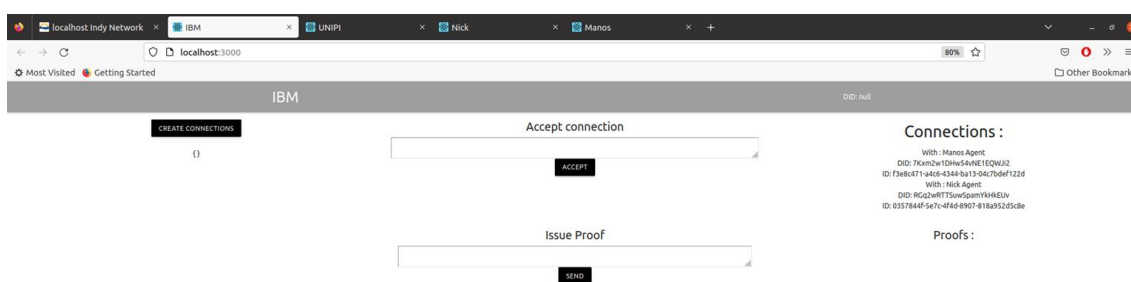 localhost Indy Network
IBM
UNIPI
Nick
Manos
localhost:3000
80%
Most Visited
Getting Started
Other Bookmark
IBM
DID: null
CREATE CONNECTIONS
{}
Accept connection
ACCEPT
Issue Proof
SEND
Connections :
With : Manos Agent
DID: 7Kxm2w1DHwS4vNE1EQWJi2
ID: f3e8c471-a4c6-4344-ba13-04c7bdef122d
With : Nick Agent
DID: RGq2wRTTSuwSpamYkHkEUv
ID: 0357844f-5e7c-4f4d-8907-818a952d5c8e
Proofs :